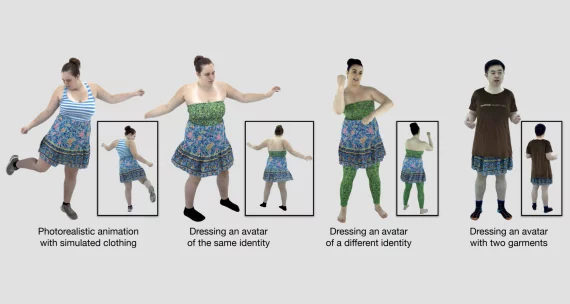 Photorealistic animation
with simulated clothing
Dressing an avatar
of the same identity
Dressing an avatar
of a different identity
Dressing an avatar
with two garments